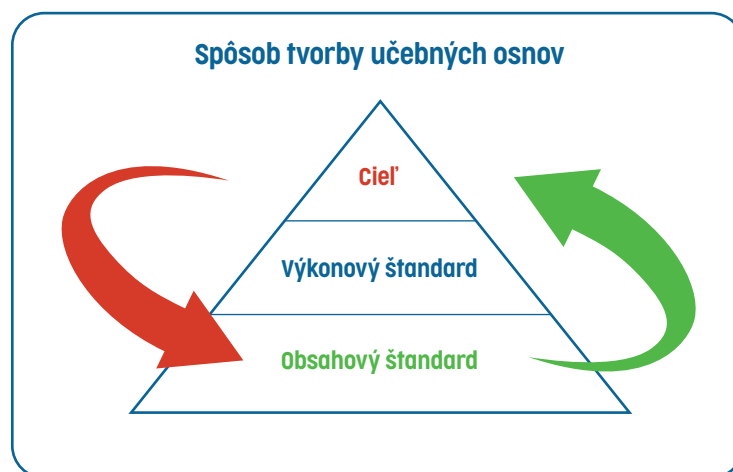 Spôsob tvorby učebných osnov
Cieľ
Výkonový štandard
Obsahový štandard